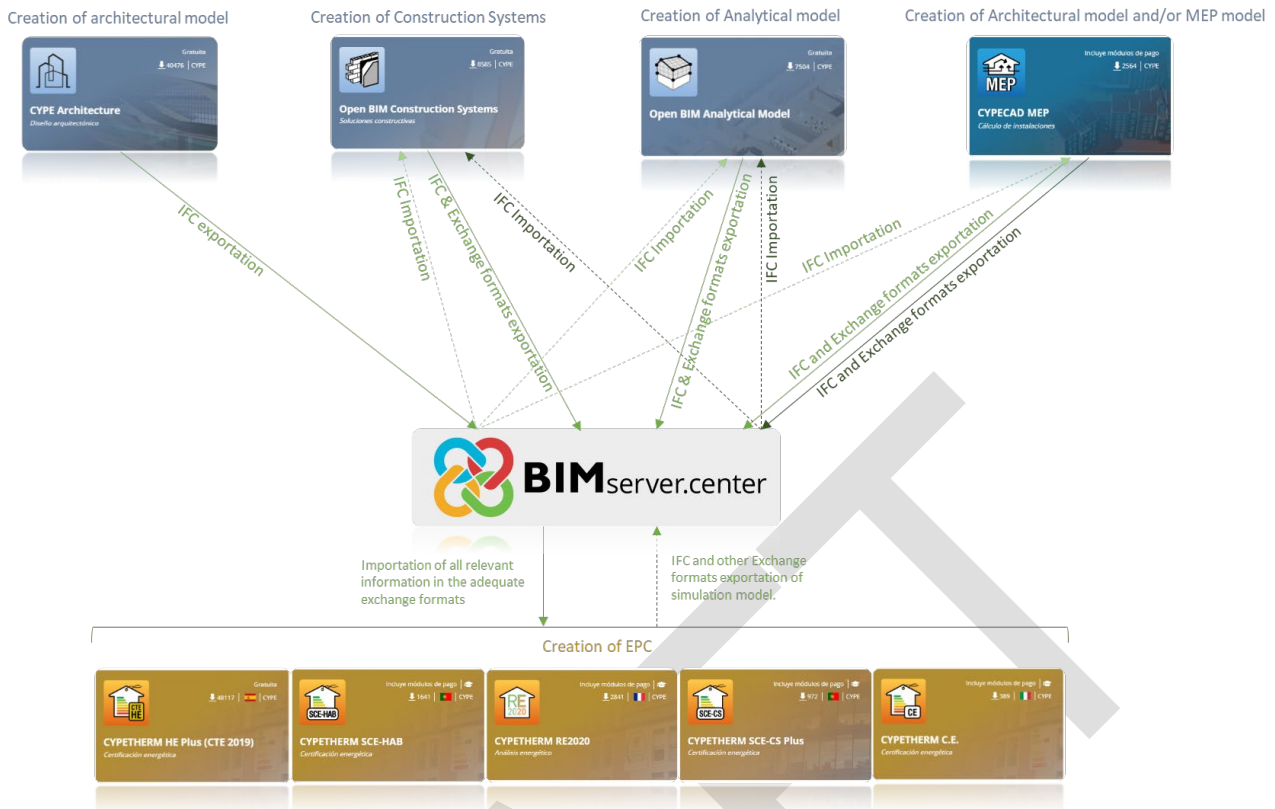 Creation of architectural model
Creation of Construction Systems
Creation of Analytical model
Creation of Architectural model and/or MEP model
Gratuita
40476 | CYPE
CYPE Architecture
Diseño arquitectónico
Gratuita
8585 | CYPE
Open BIM Construction Systems
Soluciones constructivas
Gratuita
7504 | CYPE
Open BIM Analytical Model
Incluye módulos de pago
2564 | CYPE
MEP
CYPECAD MEP
Cálculo de instalaciones
IFC exportation
IFC Importation
IFC & Exchange formats exportation
IFC Importation
IFC Importation
IFC & Exchange formats exportation
IFC Importation
IFC Importation
IFC and Exchange formats exportation
IFC and Exchange formats exportation
BIMserver.center
Importation of all relevant
information in the adequate
exchange formats
IFC and other Exchange
formats exportation of
simulation model.
Creation of EPC
Gratuita
48117 | CYPE
CTE
HE
CYPETHERM HE Plus (CTE 2019)
Certificación energética
Incluye módulos de pago
1641 | CYPE
SCE-HAB
CYPETHERM SCE-HAB
Certificación energética
Incluye módulos de pago
2841 | CYPE
RE
2020
CYPETHERM RE2020
Análisis energético
Incluye módulos de pago
972 | CYPE
SCE-CS
CYPETHERM SCE-CS Plus
Certificación energética
Incluye módulos de pago
389 | CYPE
CE
CYPETHERM C.E.
Certificación energética